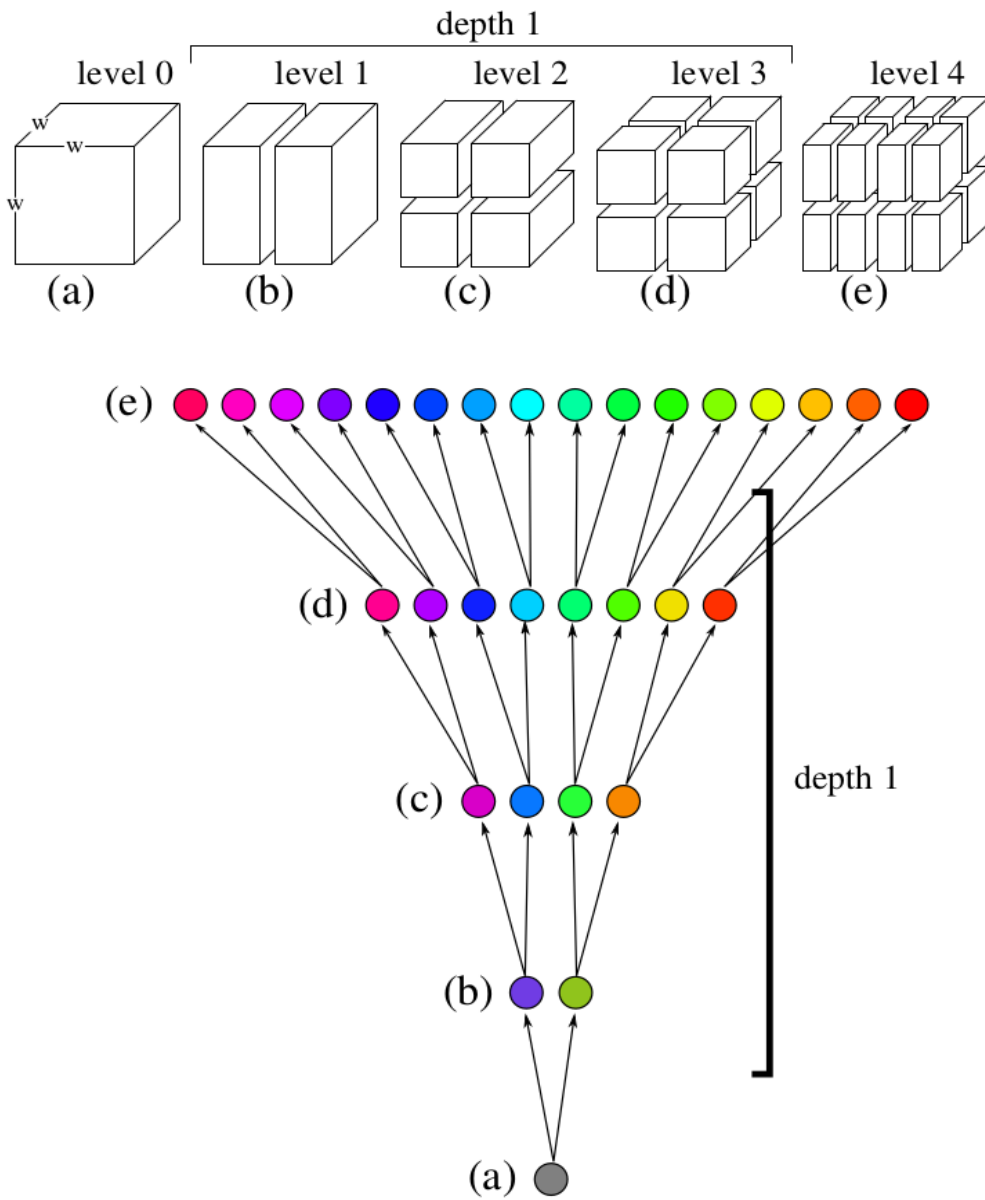 depth 1
level 0 level 1 level 2 level 3 level 4
w
w
w
(a) (b) (c) (d) (e)
(e)
(d)
depth 1
(c)
(b)
(a)